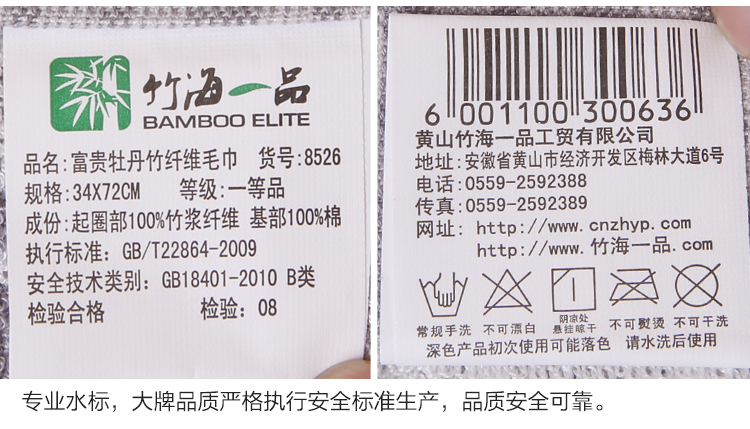 竹海一品
BAMBOO ELITE
品名:富贵牡丹竹纤维毛巾 货号:8526
规格:34X72CM 等级:一等品
成份:起圈部100%竹浆纤维 基部100%棉
执行标准: GB/T22864-2009
安全技术类别: GB18401-2010 B类
检验合格 检验: 08
6 001100 300636
黄山竹海一品工贸有限公司
地址:安徽省黄山市经济开发区梅林大道6号
电话:0559-2592388
传真:0559-2592389
网址: http://www.cnzhyp.com
http://www.竹海一品.com
常规手洗 不可漂白 阴凉处悬挂晾干 不可熨烫 不可干洗
深色产品初次使用可能落色 请水洗后使用
专业水标，大牌品质严格执行安全标准生产，品质安全可靠。